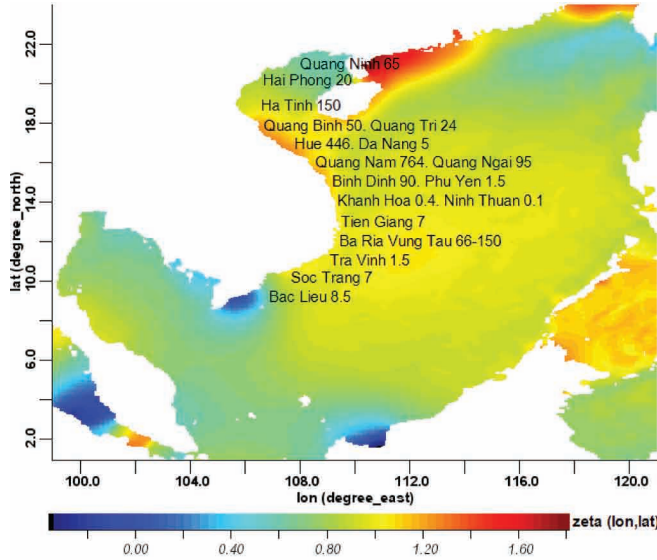 22.0
18.0
14.0
10.0
6.0
2.0
lat (degree_north)
Quang Ninh 65
Hai Phong 20
Ha Tinh 150
Quang Binh 50. Quang Tri 24
Hue 446. Da Nang 5
Quang Nam 764. Quang Ngai 95
Binh Dinh 90. Phu Yen 1.5
Khanh Hoa 0.4. Ninh Thuan 0.1
Tien Giang 7
Ba Ria Vung Tau 66-150
Tra Vinh 1.5
Soc Trang 7
Bac Lieu 8.5
100.0 104.0 108.0 112.0 116.0 120.0
lon (degree_east)
zeta (lon,lat)
0.00 0.40 0.80 1.20 1.60